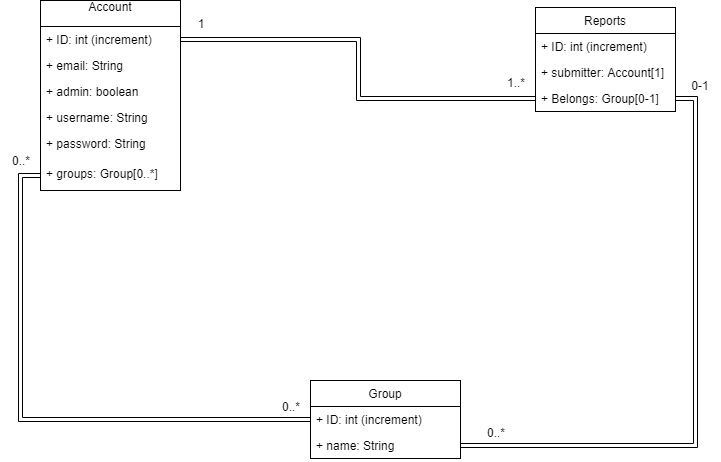 Account
+ ID: int (increment)
+ email: String
+ admin: boolean
+ username: String
+ password: String
+ groups: Group[0..*]
1
Reports
+ ID: int (increment)
+ submitter: Account[1]
+ Belongs: Group[0-1]
1..*
0-1
0..*
0..*
Group
+ ID: int (increment)
+ name: String
0..*